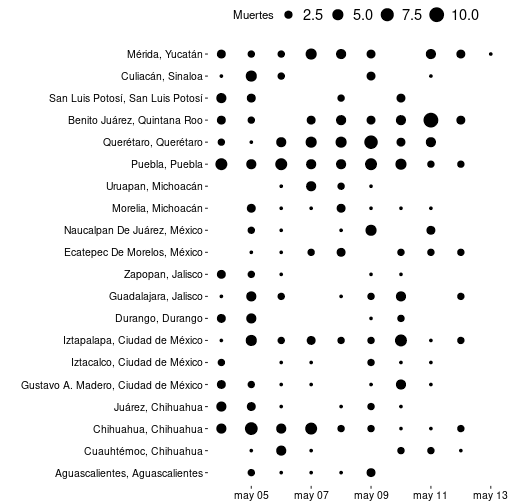 Muertes 2.5 5.0 7.5 10.0
Mérida, Yucatán
Culiacán, Sinaloa
San Luis Potosí, San Luis Potosí
Benito Juárez, Quintana Roo
Querétaro, Querétaro
Puebla, Puebla
Uruapan, Michoacán
Morelia, Michoacán
Naucalpan De Juárez, México
Ecatepec De Morelos, México
Zapopan, Jalisco
Guadalajara, Jalisco
Durango, Durango
Iztapalapa, Ciudad de México
Iztacalco, Ciudad de México
Gustavo A. Madero, Ciudad de México
Juárez, Chihuahua
Chihuahua, Chihuahua
Cuauhtémoc, Chihuahua
Aguascalientes, Aguascalientes
may 05 may 07 may 09 may 11 may 13